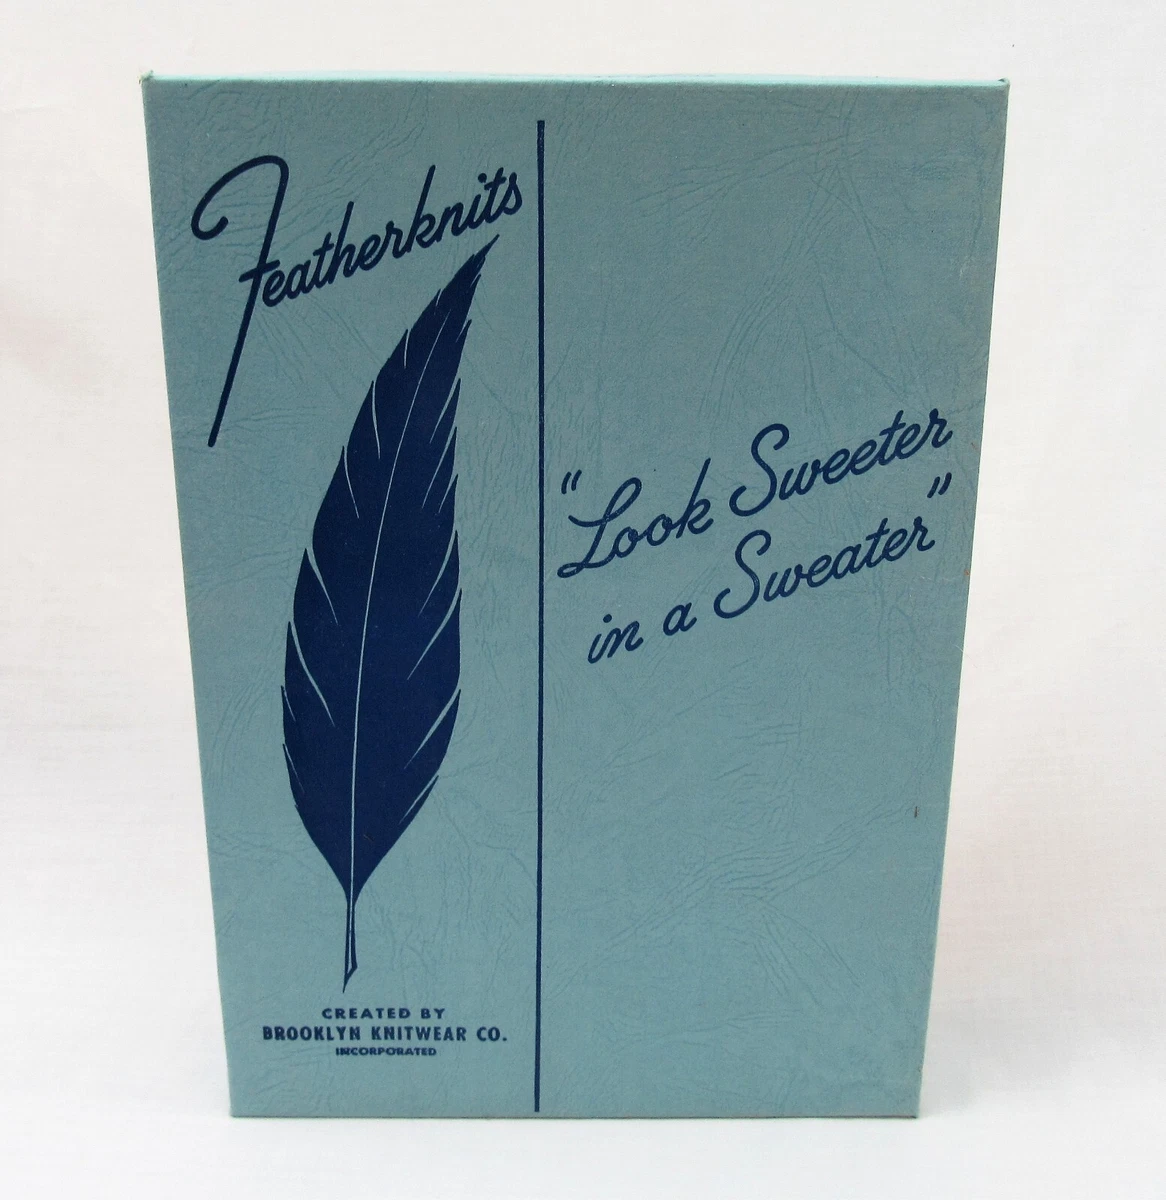 Featherknits
"Look Sweeter
in a Sweater"
CREATED BY
BROOKLYN KNITWEAR CO.
INCORPORATED